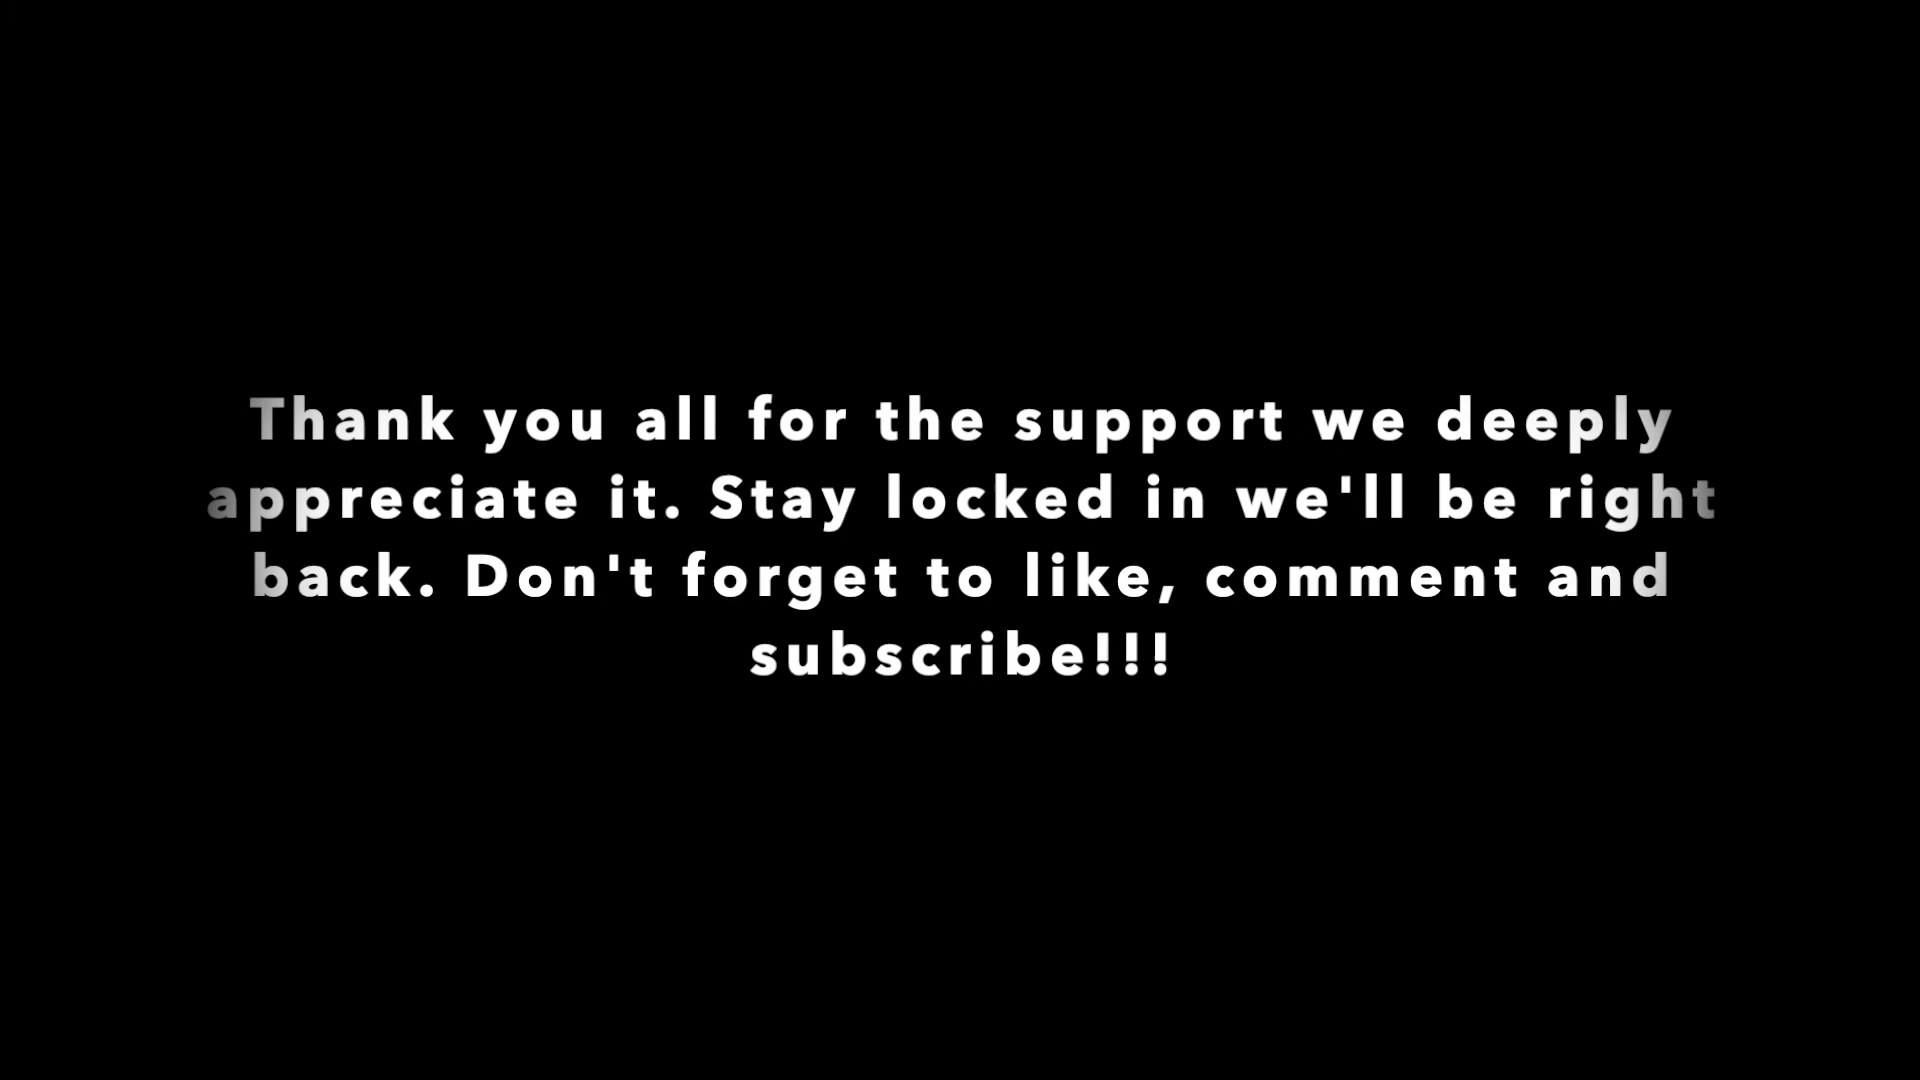 Thank you all for the support we deeply
appreciate it. Stay locked in we'll be right
back. Don't forget to like, comment and
subscribe!!!